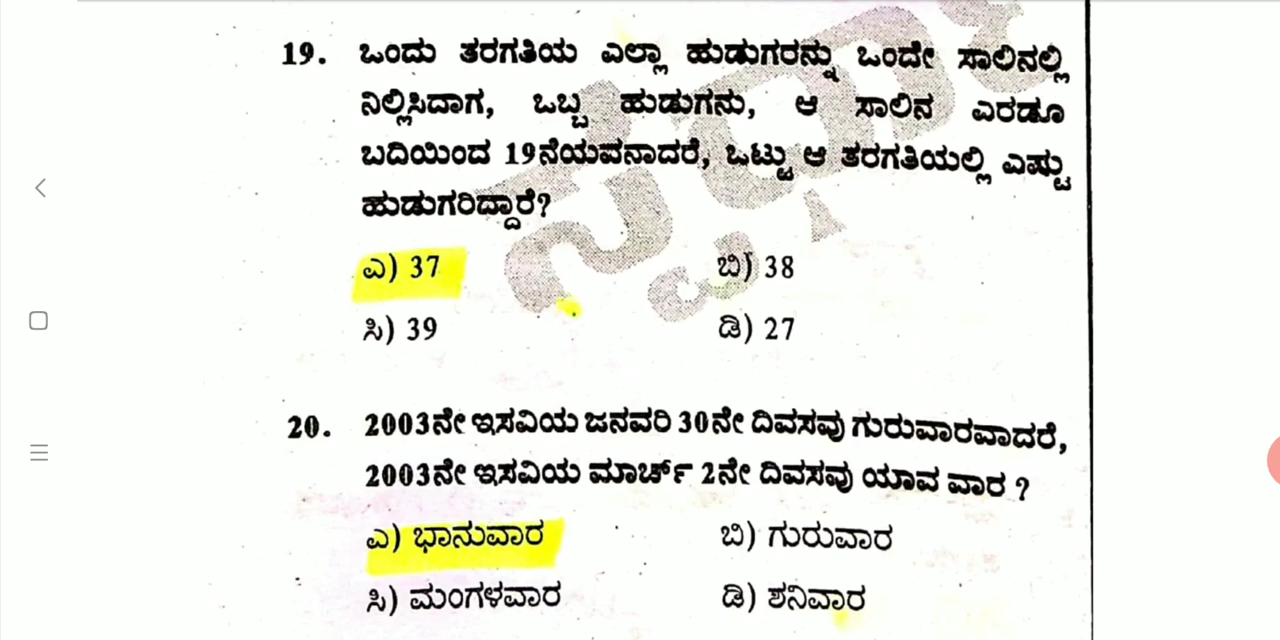 19. ಒಂದು ತರಗತಿಯ ಎಲ್ಲಾ ಹುಡುಗರನ್ನು ಒಂದೇ ಸಾಲಿನಲ್ಲಿ
ನಿಲ್ಲಿಸಿದಾಗ, ಒಬ್ಬ ಹುಡುಗನು, ಆ ಸಾಲಿನ ಎರಡೂ
ಬದಿಯಿಂದ 19ನೆಯವನಾದರೆ, ಒಟ್ಟು ಆ ತರಗತಿಯಲ್ಲಿ ಎಷ್ಟು
ಹುಡುಗರಿದ್ದಾರೆ?
ಎ) 37 ಬಿ) 38
ಸಿ) 39 ಡಿ) 27
20. 2003ನೇ ಇಸವಿಯ ಜನವರಿ 30ನೇ ದಿವಸವು ಗುರುವಾರವಾದರೆ,
2003ನೇ ಇಸವಿಯ ಮಾರ್ಚ್ 2ನೇ ದಿವಸವು ಯಾವ ವಾರ ?
ಎ) ಭಾನುವಾರ ಬಿ) ಗುರುವಾರ
ಸಿ) ಮಂಗಳವಾರ ಡಿ) ಶನಿವಾರ